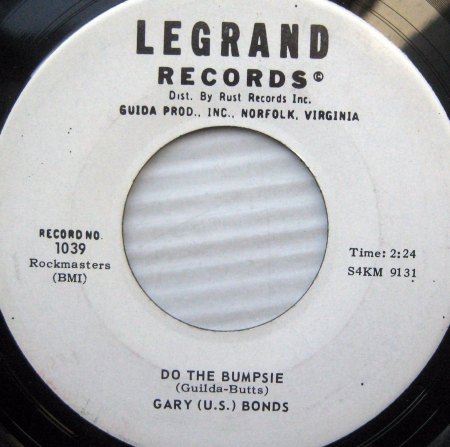 LEGRAND
RECORDS©
Dist. By Rust Records Inc.
GUIDA PROD., INC., NORFOLK, VIRGINIA
RECORD NO.
1039
Rockmasters
(BMI)
Time: 2:24
S4KM 9131
DO THE BUMPSIE
(Guilda-Butts)
GARY (U.S.) BONDS